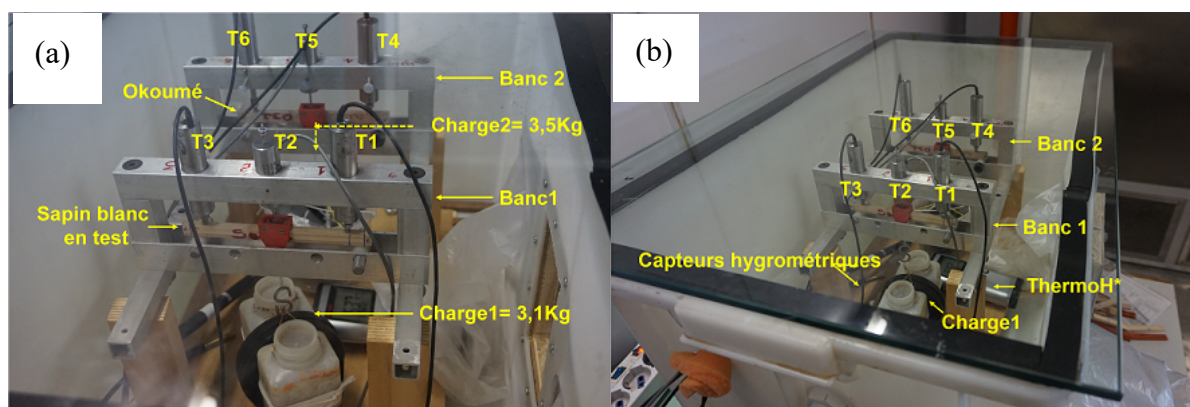 (a)
T6
T5
T4
Okoumé
Banc 2
T3
T2
T1
Charge2= 3,5Kg
Banc1
Sapin blanc
en test
Charge1= 3,1Kg
(b)
T6
T5
T4
Banc 2
T3
T2
T1
Banc 1
Capteurs hygrométriques
ThermoH*
Charge1